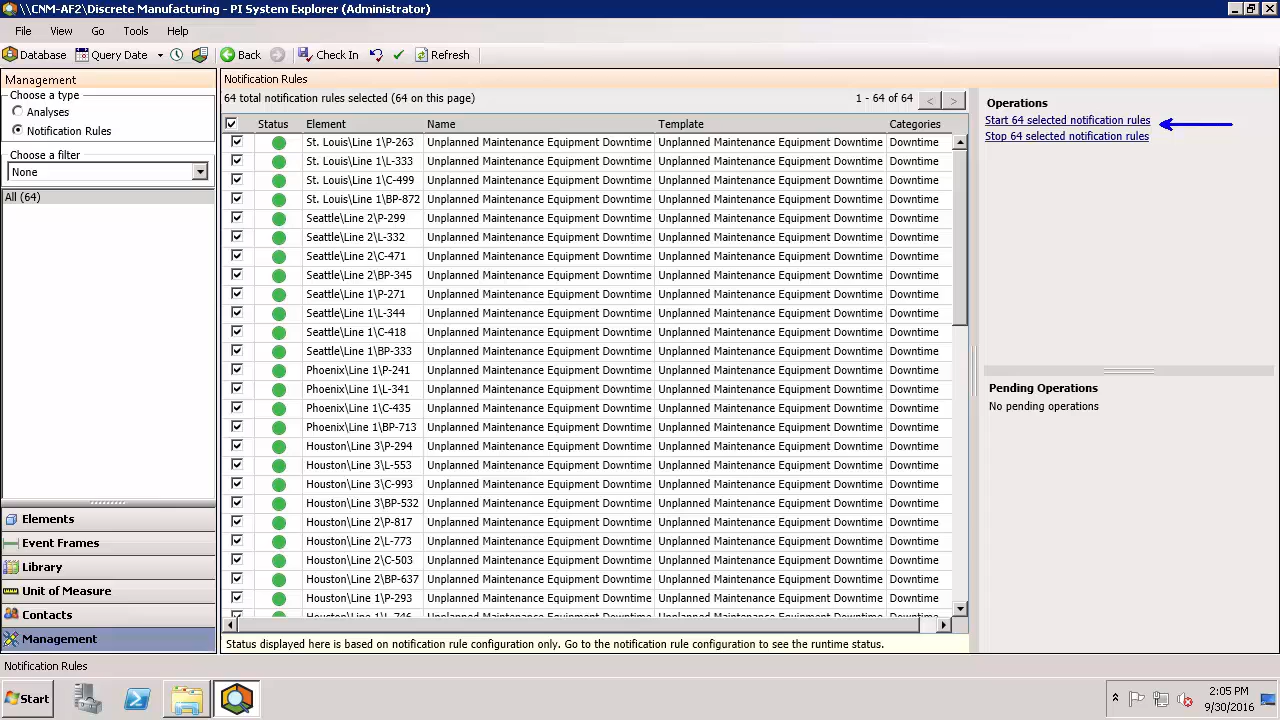 \\CNM-AF2\Discrete Manufacturing - PI System Explorer (Administrator)
File View Go Tools Help
Database Query Date Back Check In Refresh
Management
Choose a type
Analyses
Notification Rules
Choose a filter
None
All (64)
Elements
Event Frames
Library
Unit of Measure
Contacts
Management
Notification Rules
64 total notification rules selected (64 on this page) 1 - 64 of 64 < >
Status Element Name Template Categories
St. Louis\Line 1\P-263 Unplanned Maintenance Equipment Downtime Unplanned Maintenance Equipment Downtime Downtime
St. Louis\Line 1\L-333 Unplanned Maintenance Equipment Downtime Unplanned Maintenance Equipment Downtime Downtime
St. Louis\Line 1\C-499 Unplanned Maintenance Equipment Downtime Unplanned Maintenance Equipment Downtime Downtime
St. Louis\Line 1\BP-872 Unplanned Maintenance Equipment Downtime Unplanned Maintenance Equipment Downtime Downtime
Seattle\Line 2\P-299 Unplanned Maintenance Equipment Downtime Unplanned Maintenance Equipment Downtime Downtime
Seattle\Line 2\L-332 Unplanned Maintenance Equipment Downtime Unplanned Maintenance Equipment Downtime Downtime
Seattle\Line 2\C-471 Unplanned Maintenance Equipment Downtime Unplanned Maintenance Equipment Downtime Downtime
Seattle\Line 2\BP-345 Unplanned Maintenance Equipment Downtime Unplanned Maintenance Equipment Downtime Downtime
Seattle\Line 1\P-271 Unplanned Maintenance Equipment Downtime Unplanned Maintenance Equipment Downtime Downtime
Seattle\Line 1\L-344 Unplanned Maintenance Equipment Downtime Unplanned Maintenance Equipment Downtime Downtime
Seattle\Line 1\C-418 Unplanned Maintenance Equipment Downtime Unplanned Maintenance Equipment Downtime Downtime
Seattle\Line 1\BP-333 Unplanned Maintenance Equipment Downtime Unplanned Maintenance Equipment Downtime Downtime
Phoenix\Line 1\P-241 Unplanned Maintenance Equipment Downtime Unplanned Maintenance Equipment Downtime Downtime
Phoenix\Line 1\L-341 Unplanned Maintenance Equipment Downtime Unplanned Maintenance Equipment Downtime Downtime
Phoenix\Line 1\C-435 Unplanned Maintenance Equipment Downtime Unplanned Maintenance Equipment Downtime Downtime
Phoenix\Line 1\BP-713 Unplanned Maintenance Equipment Downtime Unplanned Maintenance Equipment Downtime Downtime
Houston\Line 3\P-294 Unplanned Maintenance Equipment Downtime Unplanned Maintenance Equipment Downtime Downtime
Houston\Line 3\L-553 Unplanned Maintenance Equipment Downtime Unplanned Maintenance Equipment Downtime Downtime
Houston\Line 3\C-993 Unplanned Maintenance Equipment Downtime Unplanned Maintenance Equipment Downtime Downtime
Houston\Line 3\BP-532 Unplanned Maintenance Equipment Downtime Unplanned Maintenance Equipment Downtime Downtime
Houston\Line 2\P-817 Unplanned Maintenance Equipment Downtime Unplanned Maintenance Equipment Downtime Downtime
Houston\Line 2\L-773 Unplanned Maintenance Equipment Downtime Unplanned Maintenance Equipment Downtime Downtime
Houston\Line 2\C-503 Unplanned Maintenance Equipment Downtime Unplanned Maintenance Equipment Downtime Downtime
Houston\Line 2\BP-637 Unplanned Maintenance Equipment Downtime Unplanned Maintenance Equipment Downtime Downtime
Houston\Line 1\P-293 Unplanned Maintenance Equipment Downtime Unplanned Maintenance Equipment Downtime Downtime
Status displayed here is based on notification rule configuration only. Go to the notification rule configuration to see the runtime status.
Operations
Start 64 selected notification rules
Stop 64 selected notification rules
Pending Operations
No pending operations
Notification Rules
Start
2:05 PM
9/30/2016